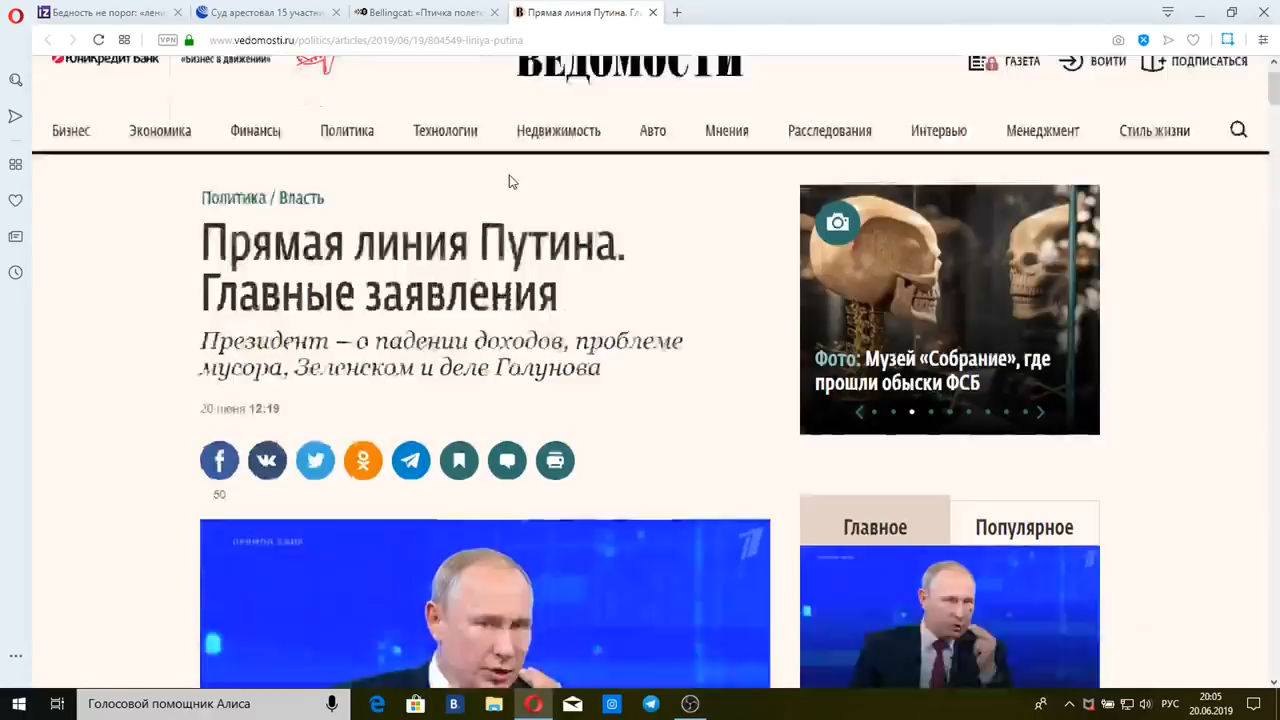 Бедность не порог: «лени
Суд арестовал 15 участни
Bellingcat: «Птичка полете
Прямая линия Путина. Гл
VPN
www.vedomosti.ru/politics/articles/2019/06/19/804549-liniya-putina
ЮниКредит Банк
«Бизнес в движении»
ВЕДОМОСТИ
ГАЗЕТА
ВОЙТИ
ПОДПИСАТЬСЯ
Бизнес Экономика Финансы Политика Технологии Недвижимость Авто Мнения Расследования Интервью Менеджмент Стиль жизни
Политика / Власть
Прямая линия Путина.
Главные заявления
Президент – о падении доходов, проблеме
мусора, Зеленском и деле Голунова
20 июня 12:19
50
Фото: Музей «Собрание», где
прошли обыски ФСБ
Главное Популярное
Голосовой помощник Алиса
РУС
20:05
20.06.2019